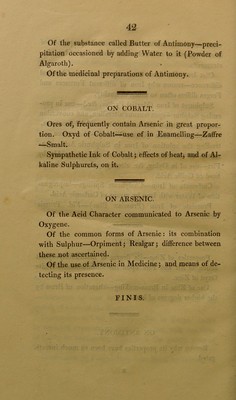 42
Of the substance called Butter of Antimony—preci-
pitation occasioned by adding Water to it (Powder of
Algaroth).
Of the medicinal preparations of Antimony.
ON COBALT.
Ores of, frequently contain Arsenic in great propor-
tion. Oxyd of Cobalt—use of in Enamelling—Zaffre
—Smalt.
Sympathetic Ink of Cobalt; effects of heat, and of Al-
kaline Sulphurets, on it.
ON ARSENIC.
Of the Acid Character communicated to Arsenic by
Oxygene.
Of the common forms of Arsenic: its combination
with Sulphur—Orpiment; Realgar; difference between
these not ascertained.
Of the use of Arsenic in Medicine; and means of de-
tecting its presence.
FINIS.